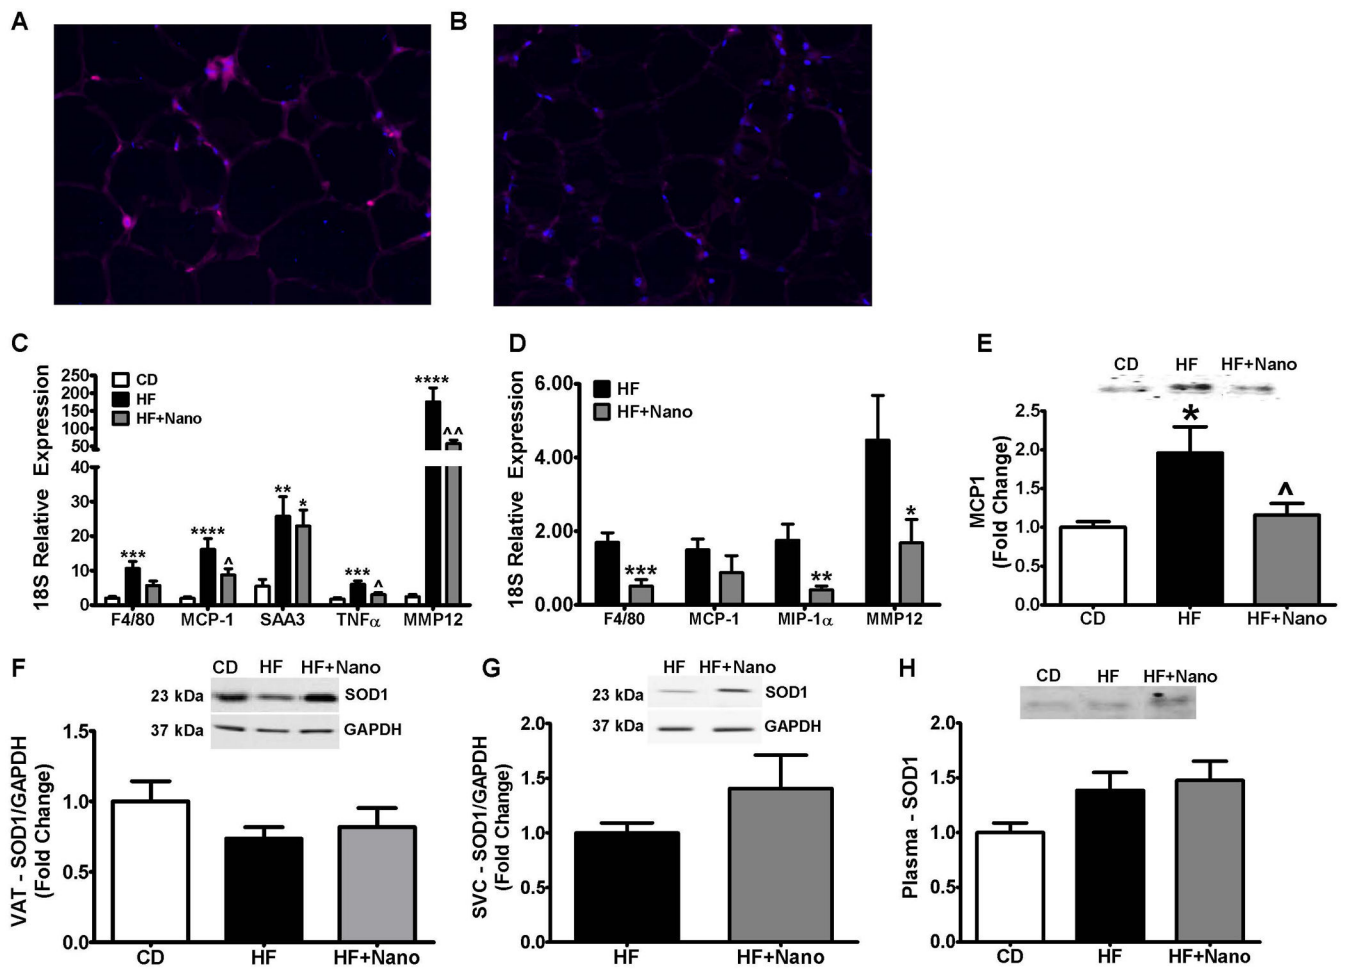 A
B
C
18S Relative Expression
250
200
150
100
50
40
30
20
10
0
CD
HF
HF+Nano
***
****
^
**
*
***
^
****
^^
F4/80 MCP-1 SAA3 TNFα MMP12
D
18S Relative Expression
6.00
4.00
2.00
0.00
HF
HF+Nano
***
**
*
F4/80 MCP-1 MIP-1α MMP12
E
CD HF HF+Nano
MCP1
(Fold Change)
2.5
2.0
1.5
1.0
0.5
0.0
*
^
CD HF HF+Nano
F
CD HF HF+Nano
23 kDa SOD1
37 kDa GAPDH
VAT - SOD1/GAPDH
(Fold Change)
1.5
1.0
0.5
0.0
CD HF HF+Nano
G
HF HF+Nano
23 kDa SOD1
37 kDa GAPDH
SVC - SOD1/GAPDH
(Fold Change)
2.0
1.5
1.0
0.5
0.0
HF HF+Nano
H
CD HF HF+Nano
Plasma - SOD1
2.0
1.5
1.0
0.5
0.0
CD HF HF+Nano